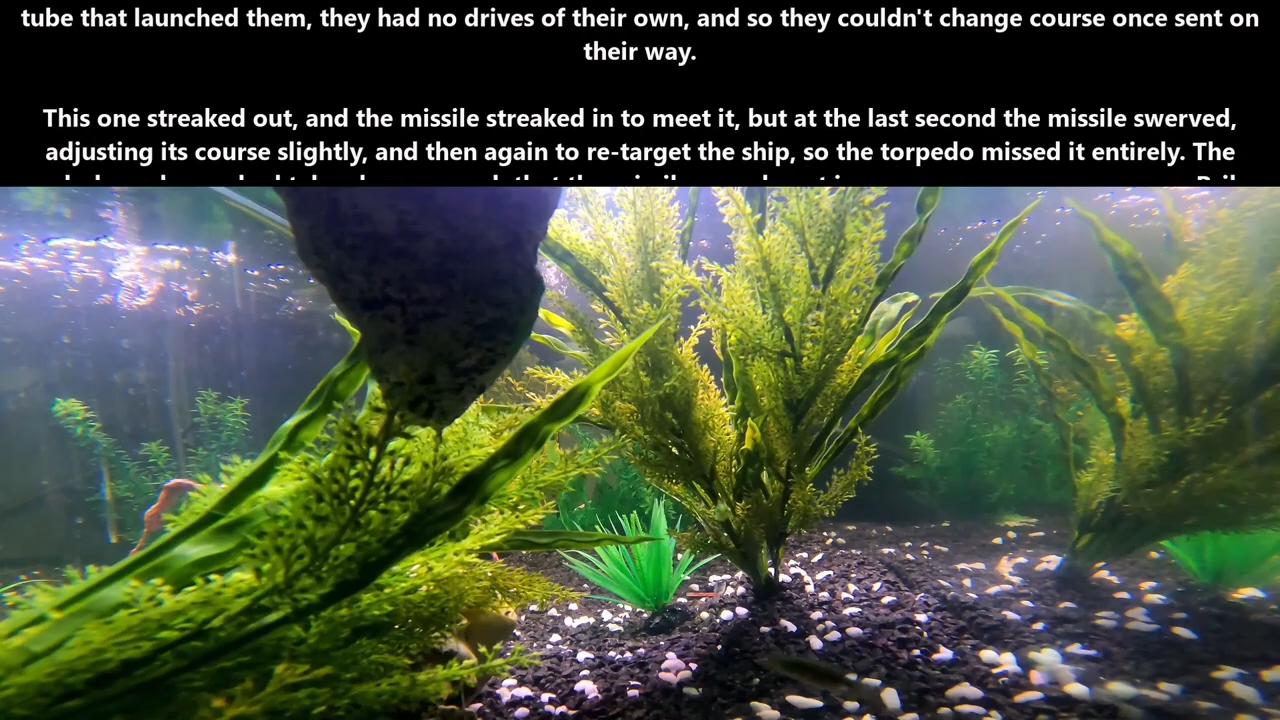 tube that launched them, they had no drives of their own, and so they couldn't change course once sent on
their way.
This one streaked out, and the missile streaked in to meet it, but at the last second the missile swerved,
adjusting its course slightly, and then again to re-target the ship, so the torpedo missed it entirely. The